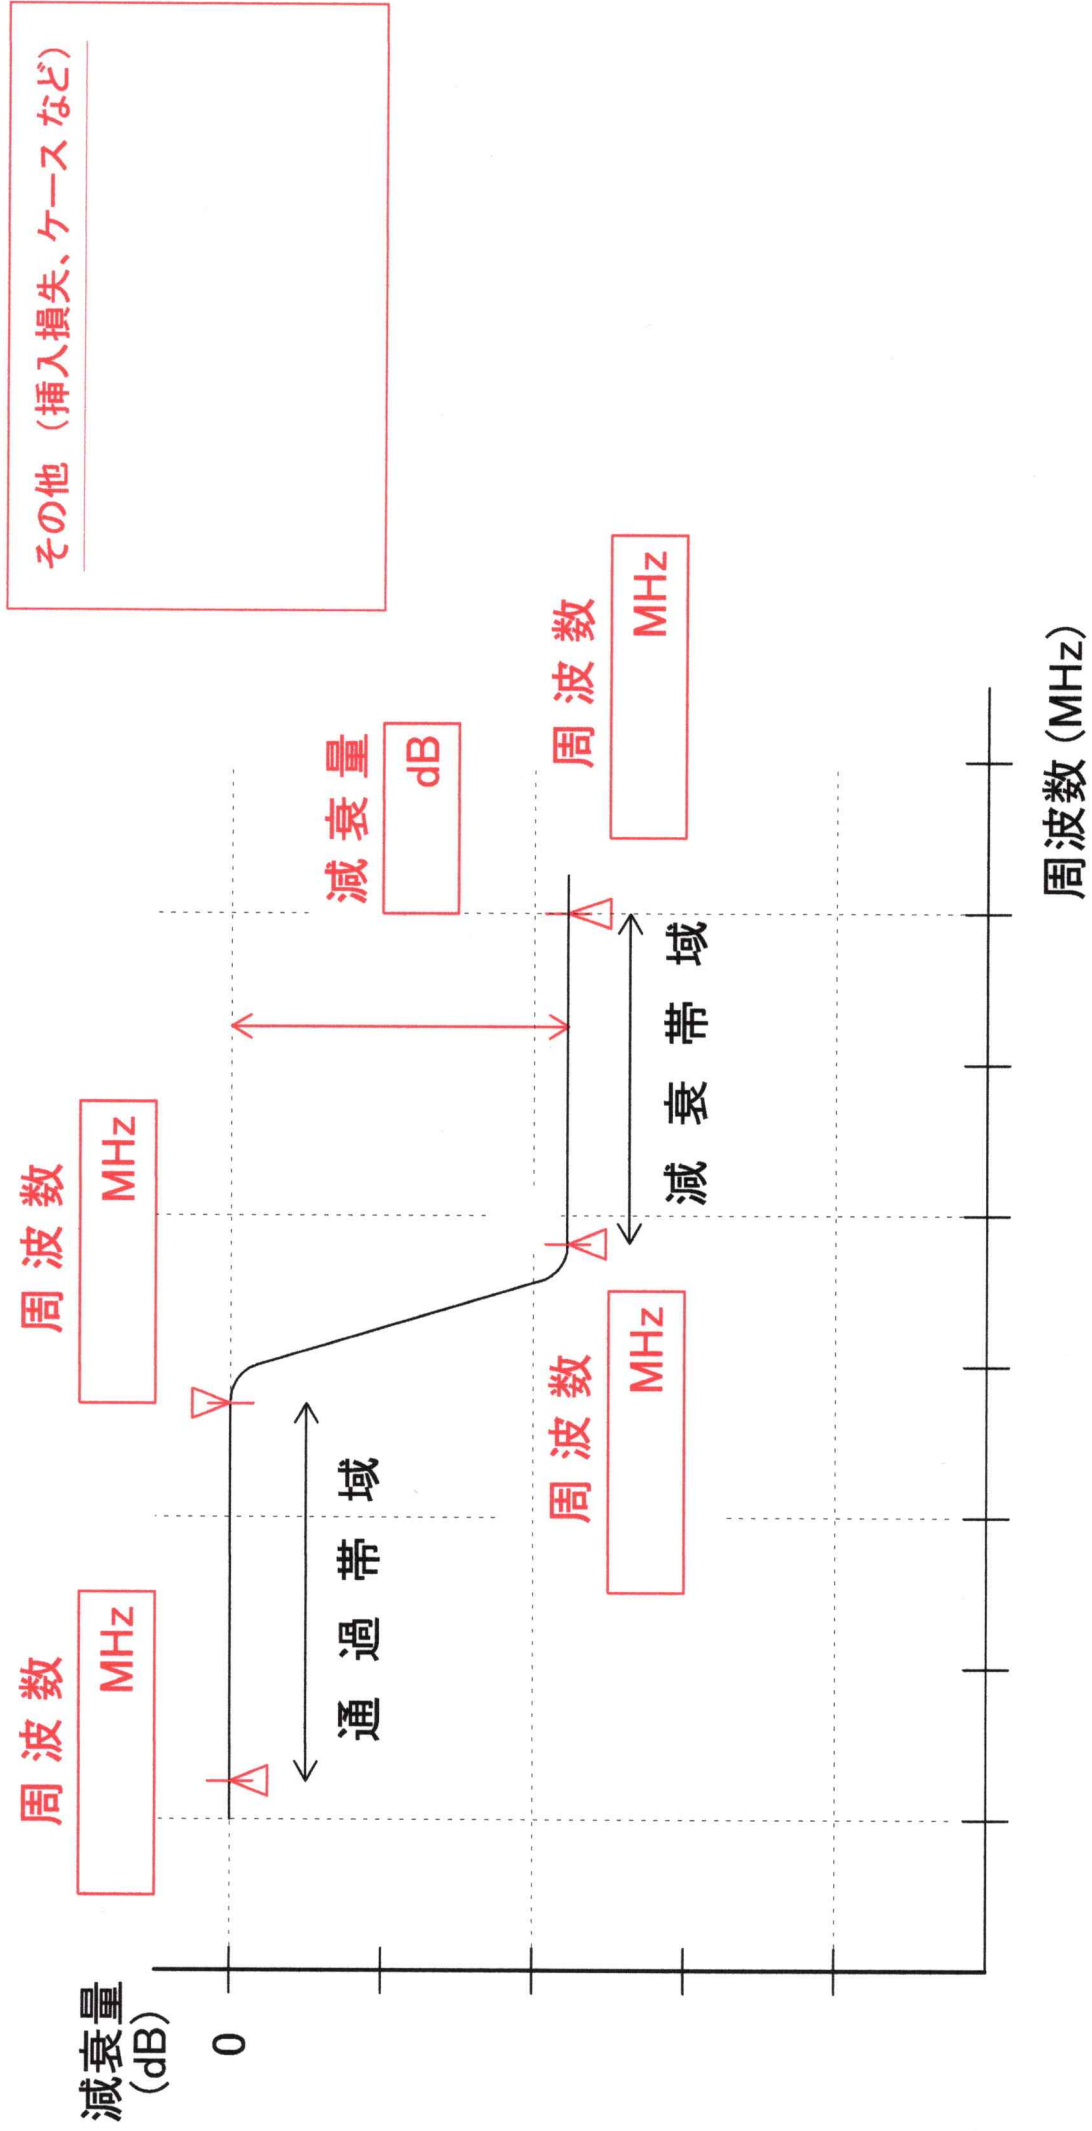 その他（挿入損失、ケース など）
周 波 数
MHz
周 波 数
MHz
減衰量
(dB)
0
減 衰 量
dB
通 過 帯 域
周 波 数
MHz
周 波 数
MHz
減 衰 帯 域
周波数 (MHz)